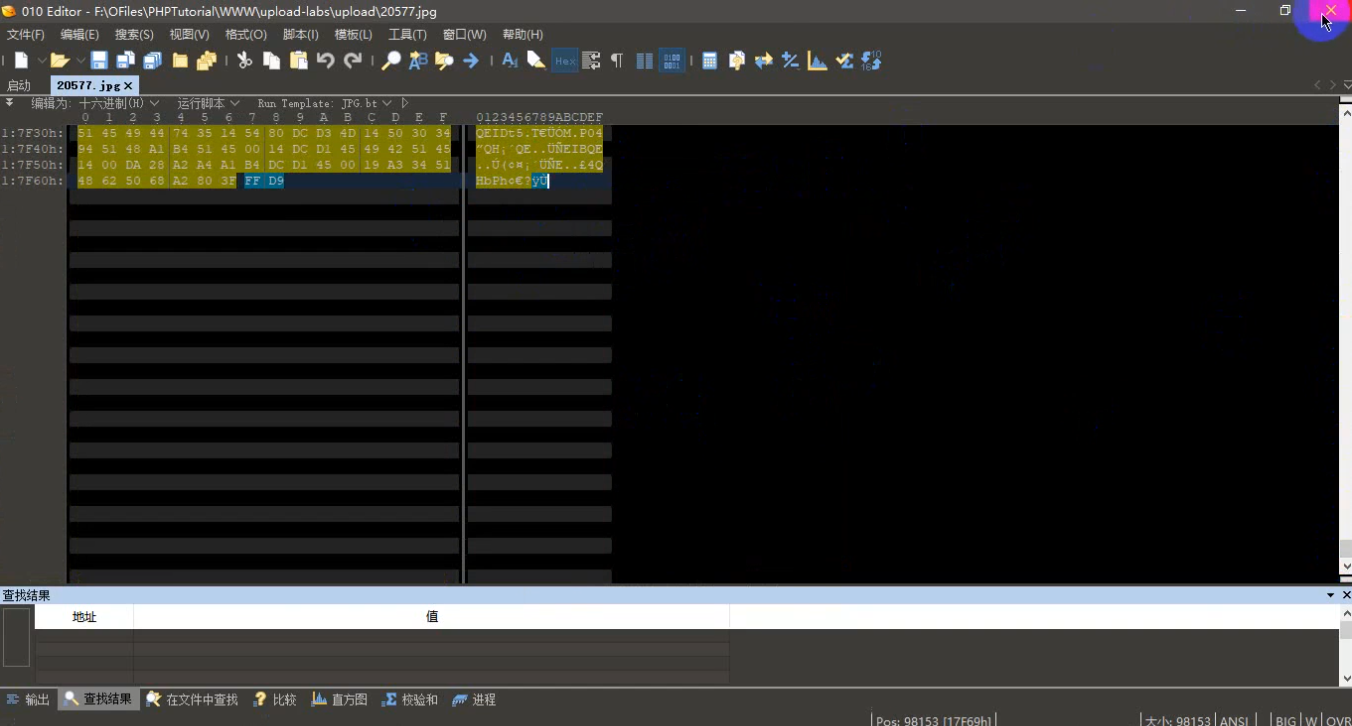 010 Editor - F:\OFiles\PHPTutorial\WWW\upload-labs\upload\20577.jpg
文件(F) 编辑(E) 搜索(S) 视图(V) 格式(O) 脚本(I) 模板(L) 工具(T) 窗口(W) 帮助(H)
启动 20577.jpg
编辑为: 十六进制(H) 运行脚本 Run Template: JPG.bt
0 1 2 3 4 5 6 7 8 9 A B C D E F 0123456789ABCDEF
1:7F30h: 51 45 49 44 74 35 14 54 80 DC D3 4D 14 50 30 34 QEIDt5.T€ÜÓM.P04
1:7F40h: 94 51 48 A1 B4 51 45 00 14 DC D1 45 49 42 51 45 ”QH¡´QE..ÜÑEIBQE
1:7F50h: 14 00 DA 28 A2 A4 A1 B4 DC D1 45 00 19 A3 34 51 ..Ú(¢¤¡´ÜÑE..£4Q
1:7F60h: 48 62 50 68 A2 80 3F FF D9 HbPh¢€?ÿÙ
查找结果
地址 值
输出 查找结果 在文件中查找 比较 直方图 校验和 进程
Pos: 98153 [17F69h] 大小: 98153 ANSI BIG W OVR